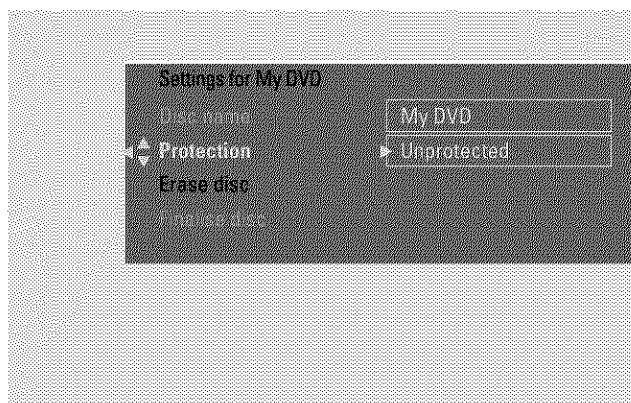 Settings for My DVD
Disc name My DVD
Protection Unprotected
Erase disc
Finalise disc